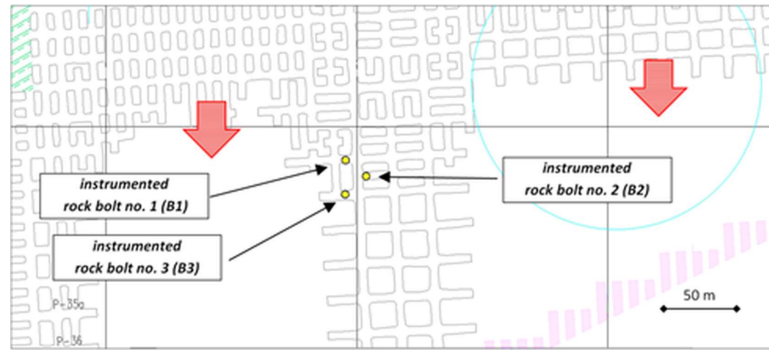 instrumented
rock bolt no. 1 (B1)
instrumented
rock bolt no. 2 (B2)
instrumented
rock bolt no. 3 (B3)
50 m
P-35a
P-36